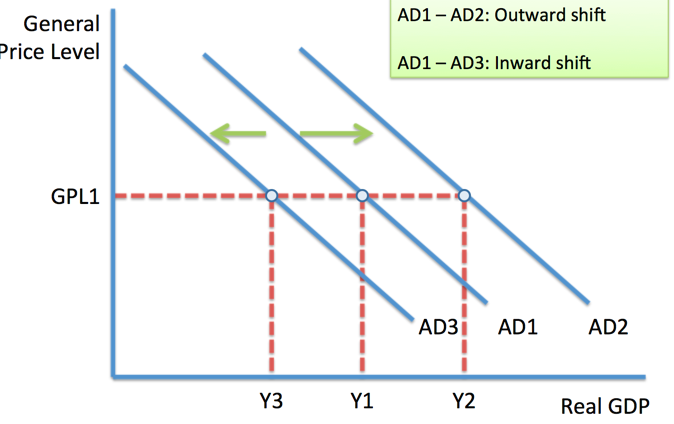 General
Price Level
AD1 – AD2: Outward shift
AD1 – AD3: Inward shift
GPL1
AD3
AD1
AD2
Y3
Y1
Y2
Real GDP